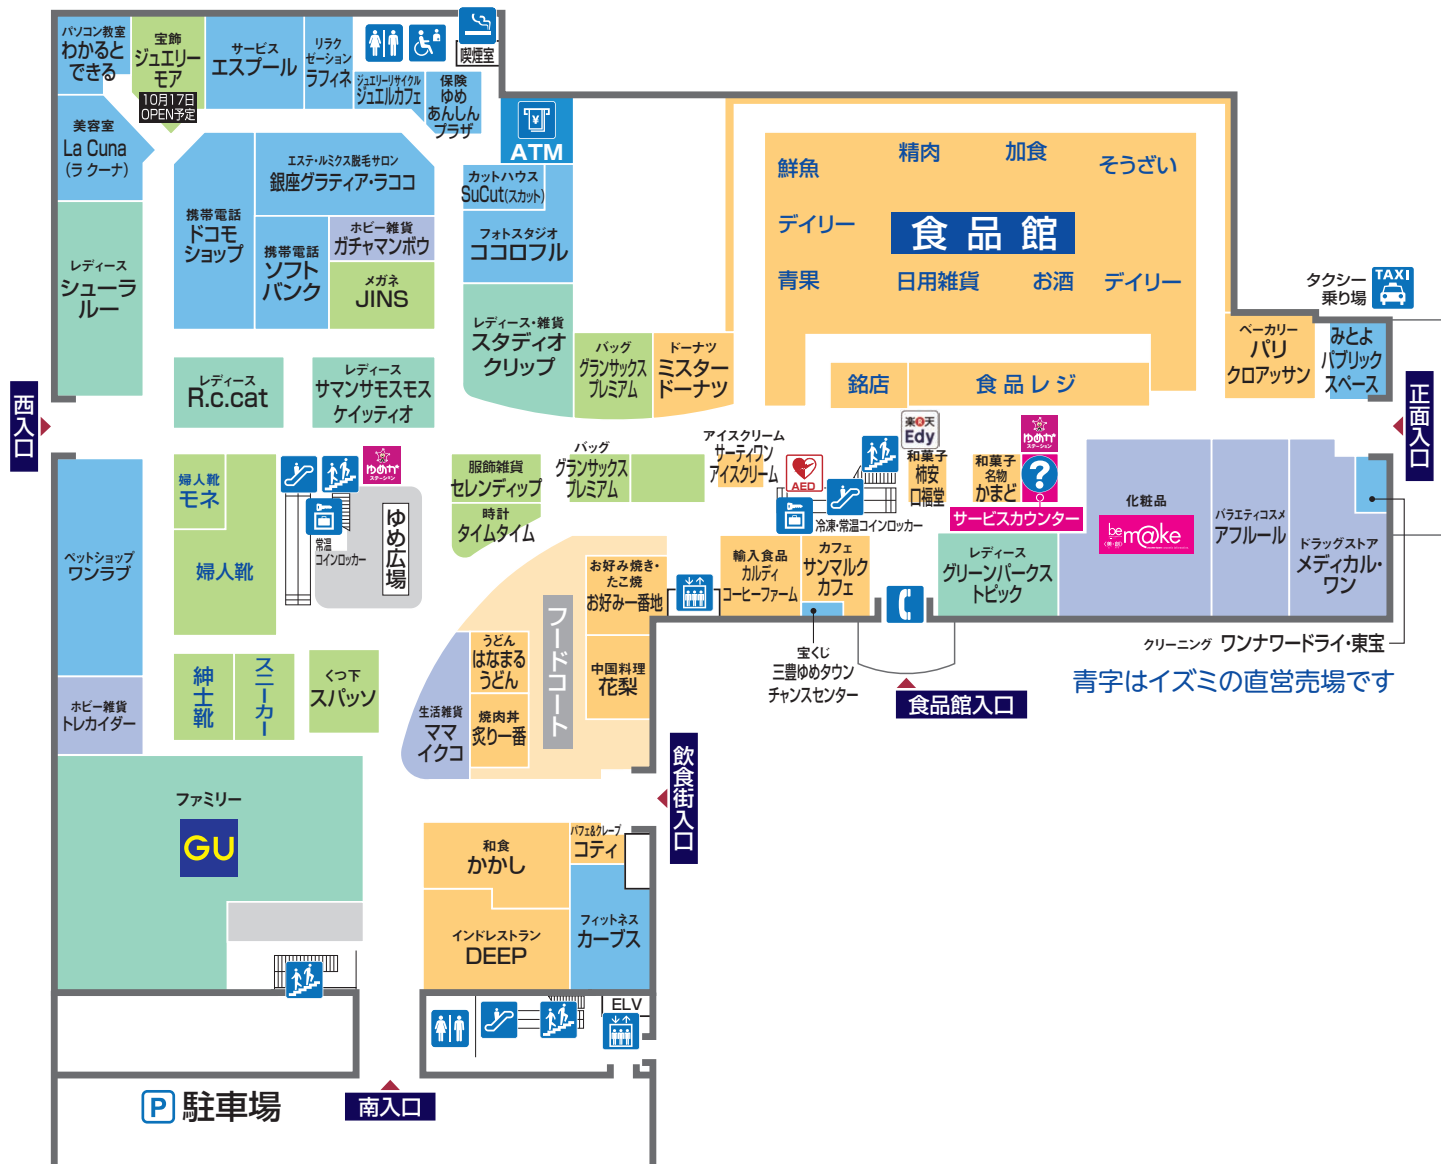 パソコン教室
わかると
できる
宝飾
ジュエリー
モア
10月17日
OPEN予定
サービス
エスプール
リラク
ゼーション
ラフィネ
ジュエリーリサイクル
ジュエルカフェ
喫煙室
保険
ゆめ
あんしん
プラザ
美容室
La Cuna
(ラ クーナ)
ATM
エステ・ルミクス脱毛サロン
銀座グラティア・ラココ
携帯電話
ドコモ
ショップ
携帯電話
ソフト
バンク
ホビー雑貨
ガチャマンボウ
メガネ
JINS
カットハウス
SuCut(スカット)
フォトスタジオ
ココロフル
レディース
シューラ
ルー
レディース・雑貨
スタディオ
クリップ
バッグ
グランサックス
プレミアム
ドーナツ
ミスター
ドーナツ
レディース
R.c.cat
レディース
サマンサモスモス
ケイッティオ
鮮魚
精肉
加食
そうざい
デイリー
食品館
青果
日用雑貨
お酒
デイリー
銘店
食品レジ
タクシー
乗り場
TAXI
ベーカリー
パリ
クロアッサン
みとよ
パブリック
スペース
西入口
正面入口
婦人靴
モネ
婦人靴
ゆめか
ステーション
常温
コインロッカー
ゆめ広場
服飾雑貨
セレンディップ
時計
タイムタイム
バッグ
グランサックス
プレミアム
アイスクリーム
サーティワン
アイスクリーム
AED
冷凍・常温コインロッカー
楽天
Edy
和菓子
柿安
口福堂
和菓子
名物
かまど
ゆめか
ステーション
?
サービスカウンター
化粧品
be
m@ke
バラエティコスメ
アフルール
ドラッグストア
メディカル・
ワン
レディース
グリーンパークス
トピック
輸入食品
カルディ
コーヒーファーム
カフェ
サンマルク
カフェ
宝くじ
三豊ゆめタウン
チャンスセンター
クリーニング ワンナワードライ・東宝
青字はイズミの直営売場です
食品館入口
ペットショップ
ワンラブ
ホビー雑貨
トレカイダー
紳士靴
スニーカー
くつ下
スパッソ
お好み焼き・
たこ焼
お好み一番地
フードコート
うどん
はなまる
うどん
中国料理
花梨
生活雑貨
ママ
イクコ
焼肉丼
炙り一番
飲食街入口
ファミリー
GU
和食
かかし
パフェ&クレープ
コティ
インドレストラン
DEEP
フィットネス
カーブス
ELV
P 駐車場
南入口